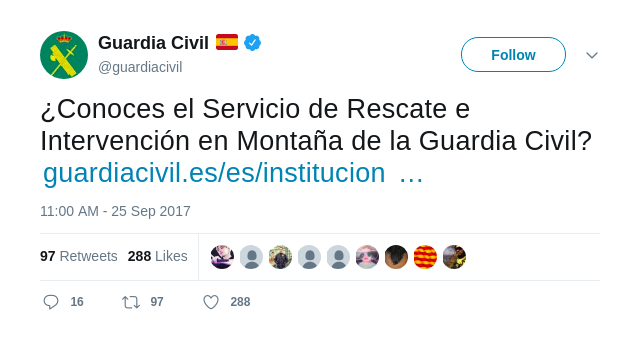 Guardia Civil
@guardiacivil
Follow
¿Conoces el Servicio de Rescate e
Intervención en Montaña de la Guardia Civil?
guardiacivil.es/es/institucion …
11:00 AM - 25 Sep 2017
97 Retweets 288 Likes
16 97 288